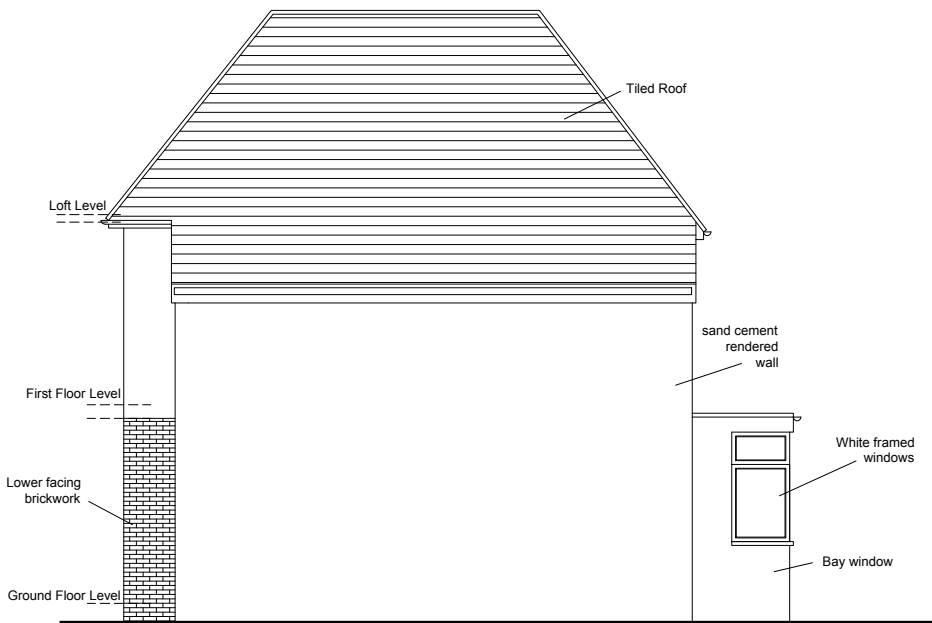 Tiled Roof
Loft Level
sand cement
rendered
wall
First Floor Level
White framed
windows
Lower facing
brickwork
Bay window
Ground Floor Level